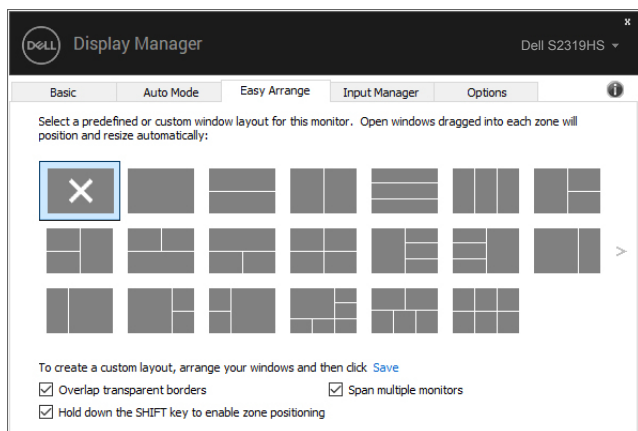 x
DELL Display Manager
Dell S2319HS
Basic Auto Mode Easy Arrange Input Manager Options
Select a predefined or custom window layout for this monitor. Open windows dragged into each zone will
position and resize automatically:
To create a custom layout, arrange your windows and then click Save
Overlap transparent borders Span multiple monitors
Hold down the SHIFT key to enable zone positioning